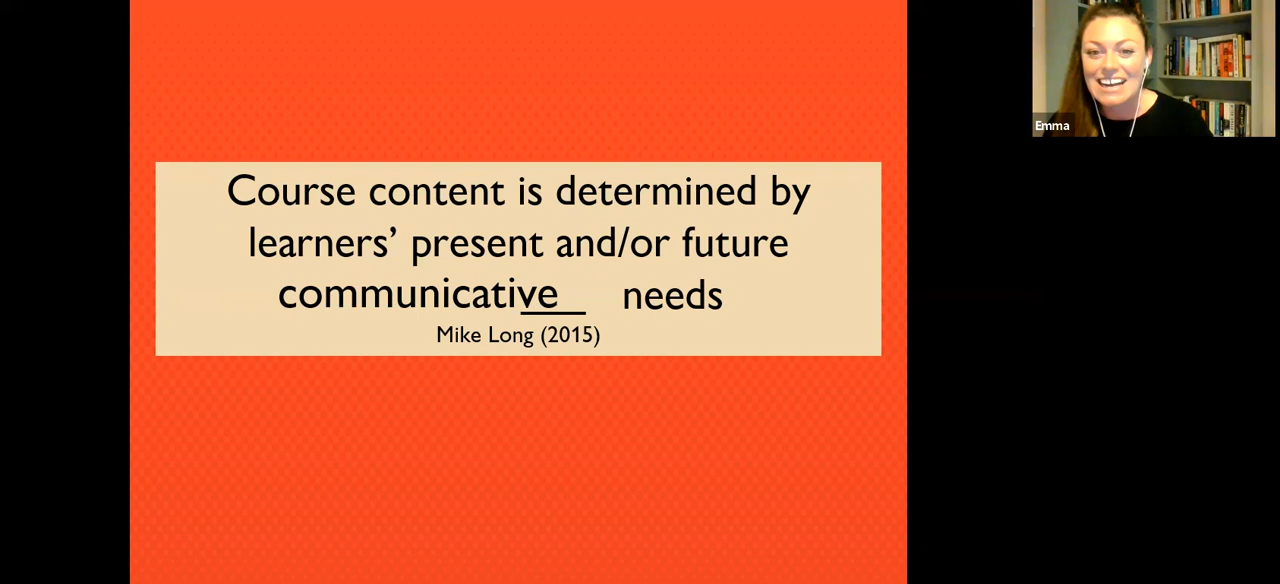 Course content is determined by
learners’ present and/or future
communicative needs
Mike Long (2015)
Emma